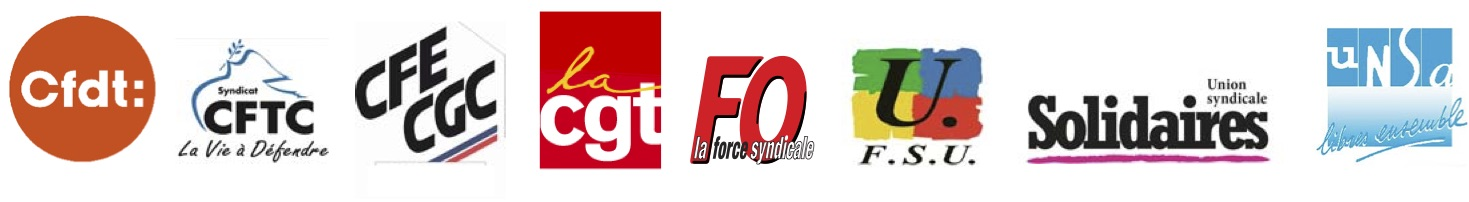 Cfdt:
Syndicat
CFTC
La Vie à Défendre
CFE
CGC
la
cgt
FO
la force syndicale
U.
F.S.U.
Union
syndicale
Solidaires
UNSa
libres ensemble